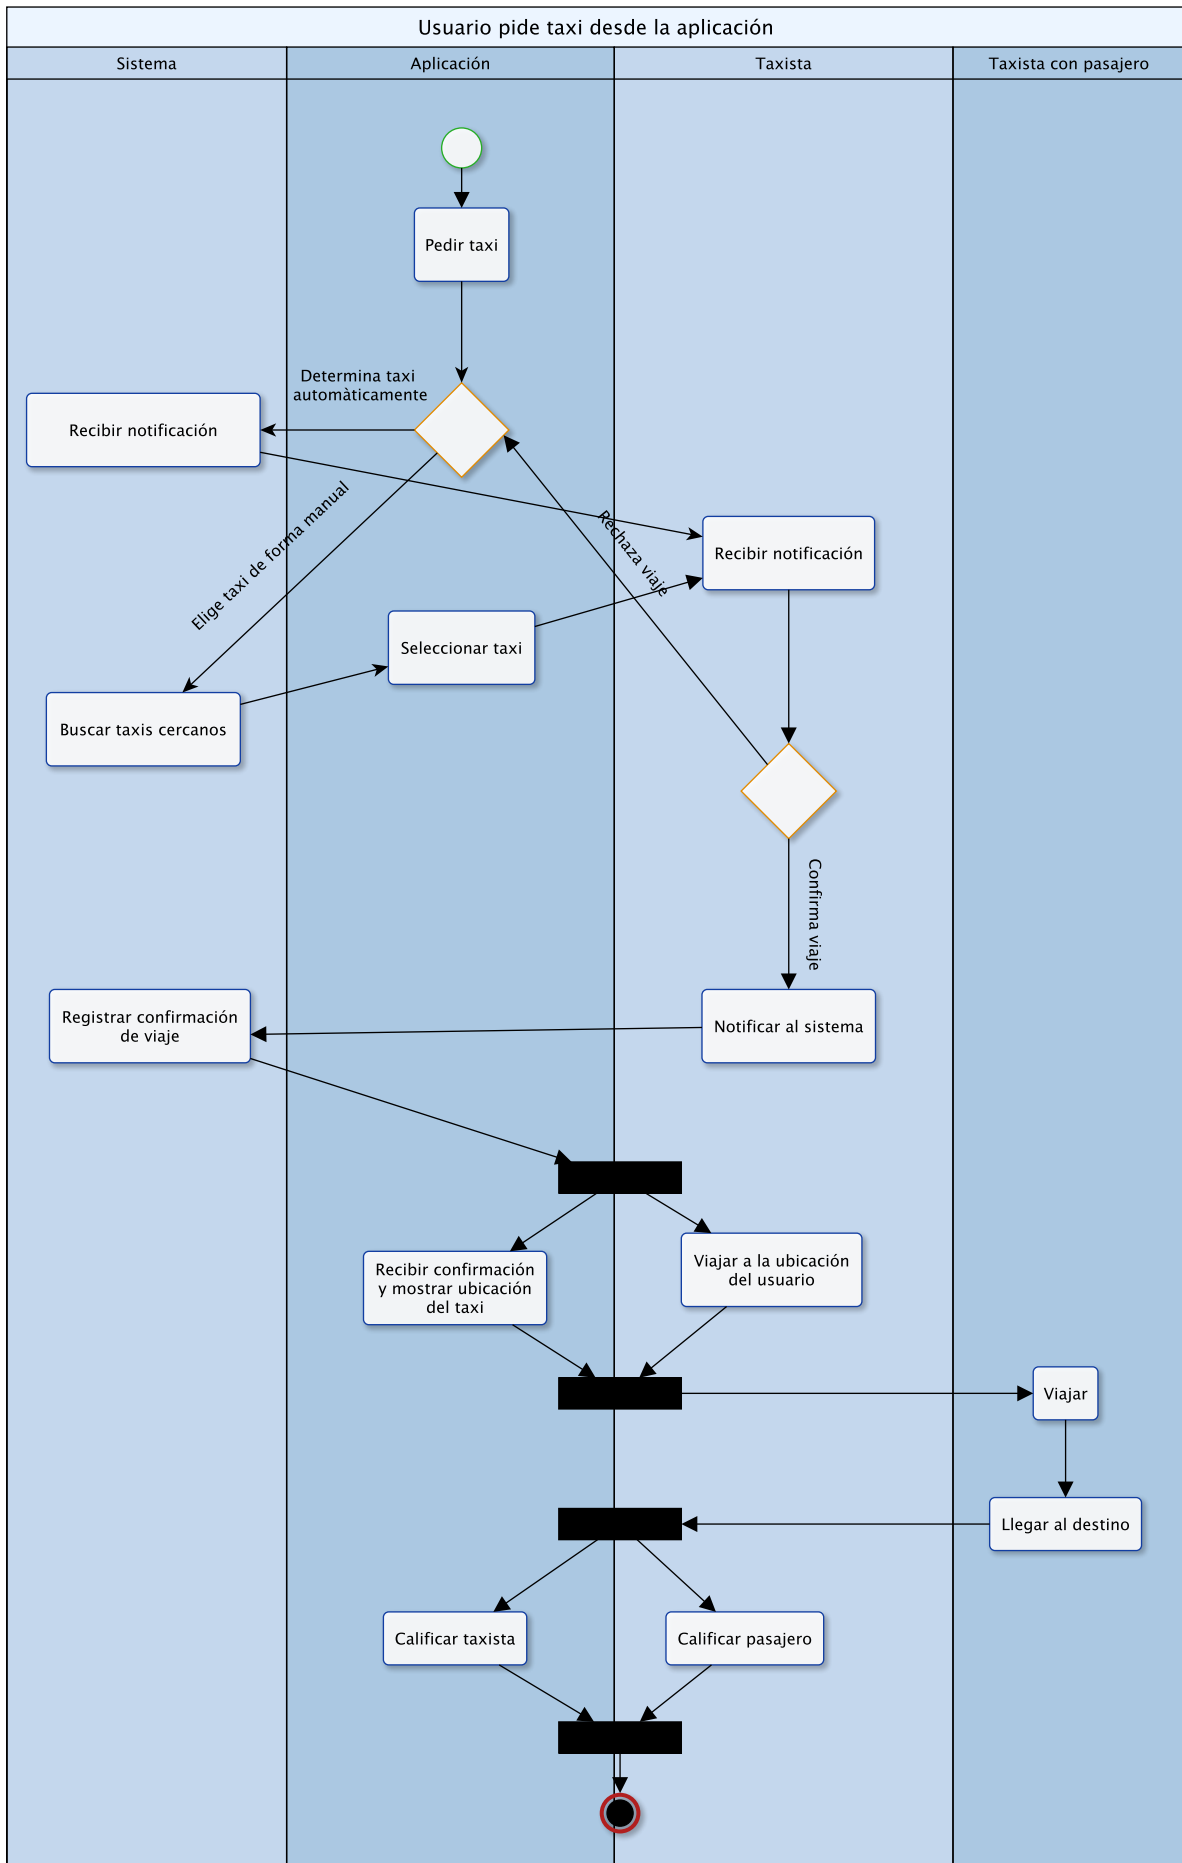 Usuario pide taxi desde la aplicación
Sistema
Aplicación
Taxista
Taxista con pasajero
Pedir taxi
Determina taxi
automàticamente
Recibir notificación
Elige taxi de forma manual
Rechaza viaje
Recibir notificación
Seleccionar taxi
Buscar taxis cercanos
Confirma viaje
Registrar confirmación
de viaje
Notificar al sistema
Recibir confirmación
y mostrar ubicación
del taxi
Viajar a la ubicación
del usuario
Viajar
Llegar al destino
Calificar taxista
Calificar pasajero